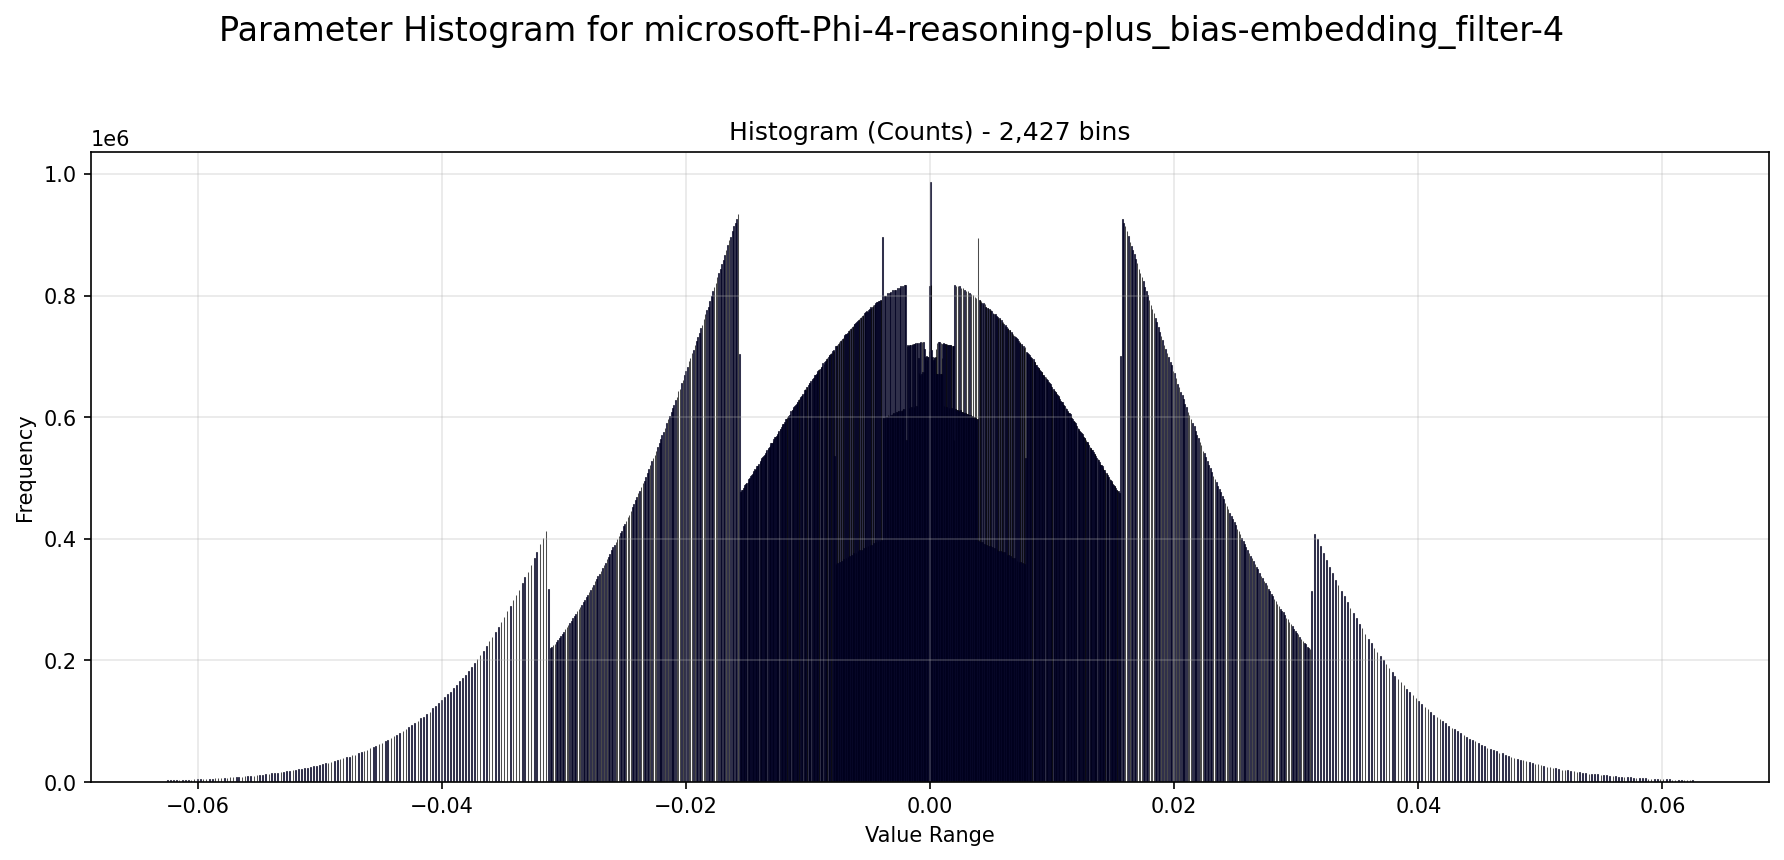 Parameter Histogram for microsoft-Phi-4-reasoning-plus_bias-embedding_filter-4
Histogram (Counts) - 2,427 bins
1e6
1.0
0.8
0.6
0.4
0.2
0.0
Frequency
−0.06 −0.04 −0.02 0.00 0.02 0.04 0.06
Value Range